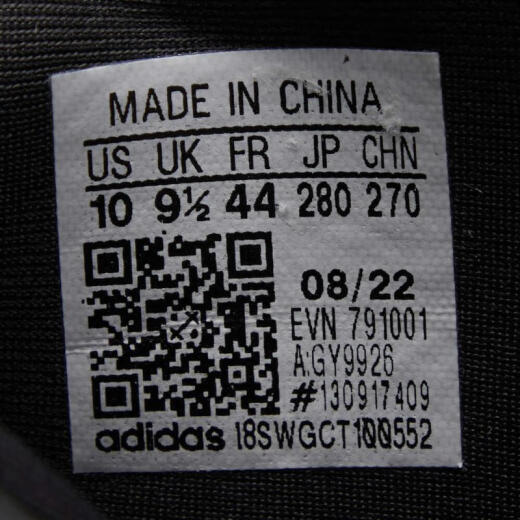 MADE IN CHINA
US UK FR JP CHN
10 9½ 44 280 270
08/22
EVN 791001
A:GY9926
#130917409
adidas I8SWGCT100552